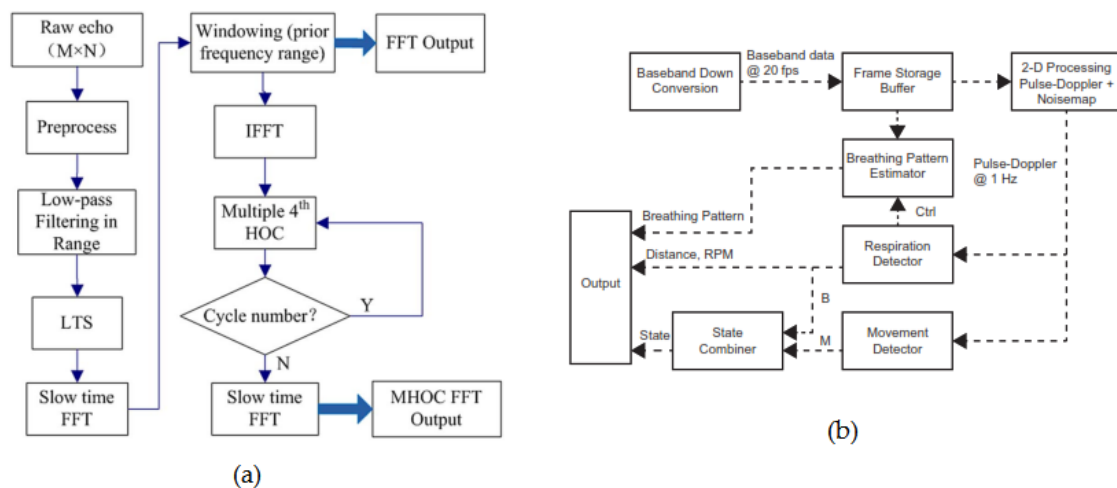 Raw echo
(M×N)
Preprocess
Low-pass
Filtering in
Range
LTS
Slow time
FFT
Windowing (prior
frequency range)
FFT Output
IFFT
Multiple 4th
HOC
Cycle number?
Y
N
Slow time
FFT
MHOC FFT
Output
(a)
Baseband Down
Conversion
Baseband data
@ 20 fps
Frame Storage
Buffer
2-D Processing
Pulse-Doppler +
Noisemap
Breathing Pattern
Estimator
Pulse-Doppler
@ 1 Hz
Ctrl
Breathing Pattern
Respiration
Detector
Distance, RPM
Output
B
State
State
Combiner
M
Movement
Detector
(b)